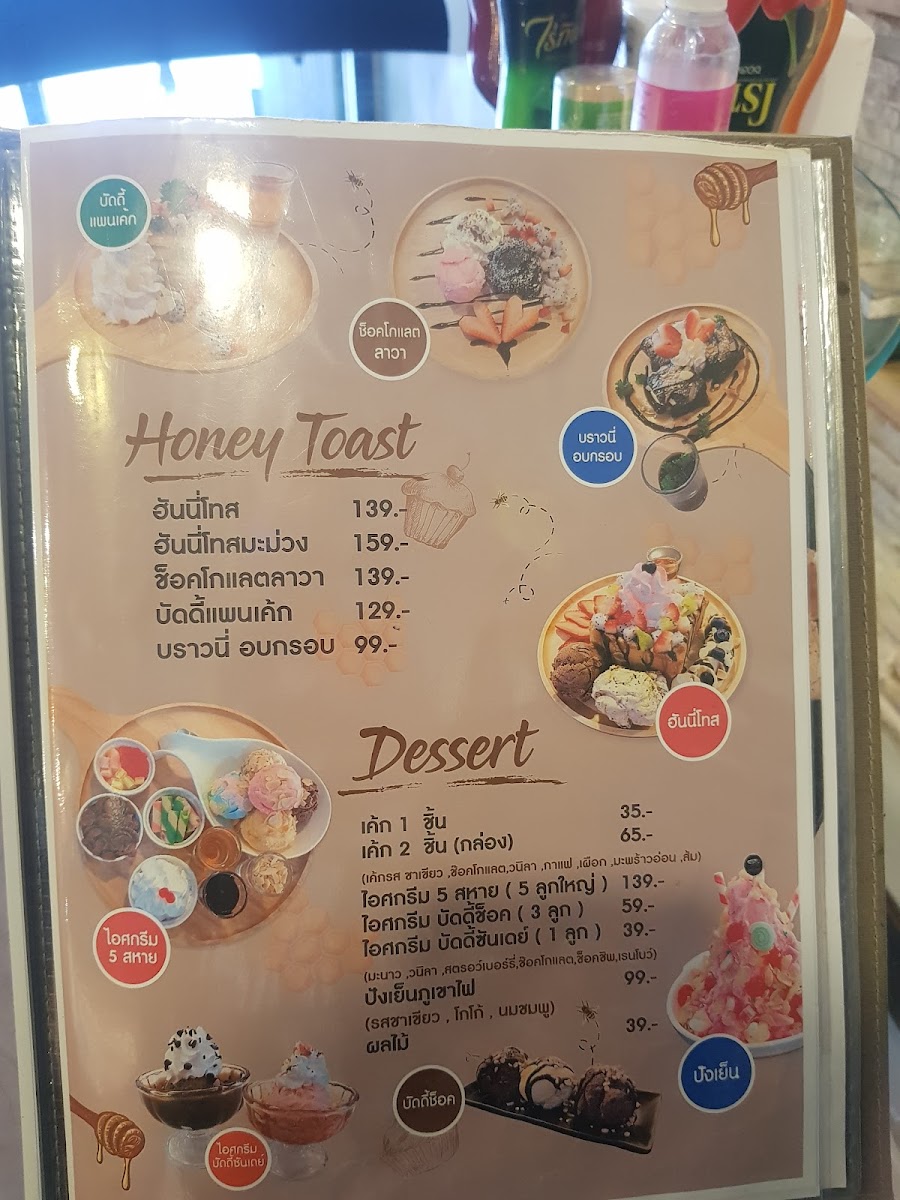 บัดดี้
แพนเค้ก
ช็อคโกแลต
ลาวา
บราวนี่
อบกรอบ
Honey Toast
ฮันนี่โทส 139.-
ฮันนี่โทสมะม่วง 159.-
ช็อคโกแลตลาวา 139.-
บัดดี้แพนเค้ก 129.-
บราวนี่ อบกรอบ 99.-
ฮันนี่โทส
Dessert
เค้ก 1 ชิ้น 35.-
เค้ก 2 ชิ้น (กล่อง) 65.-
(เค้กรส ชาเขียว ,ช๊อคโกแลต,วนิลา ,กาแฟ ,เผือก ,มะพร้าวอ่อน ,ส้ม)
ไอศกรีม 5 สหาย ( 5 ลูกใหญ่ ) 139.-
ไอศกรีม บัดดี้ช็อค ( 3 ลูก ) 59.-
ไอศกรีม บัดดี้ซันเดย์ ( 1 ลูก ) 39.-
(มะนาว ,วนิลา ,สตรอว์เบอร์รี่,ช๊อคโกแลต,ช็อคชิพ,เรนโบว์)
ปังเย็นภูเขาไฟ 99.-
(รสชาเขียว , โกโก้ , นมชมพู)
ผลไม้ 39.-
ไอศกรีม
5 สหาย
ปังเย็น
บัดดี้ช็อค
ไอศกรีม
บัดดี้ซันเดย์